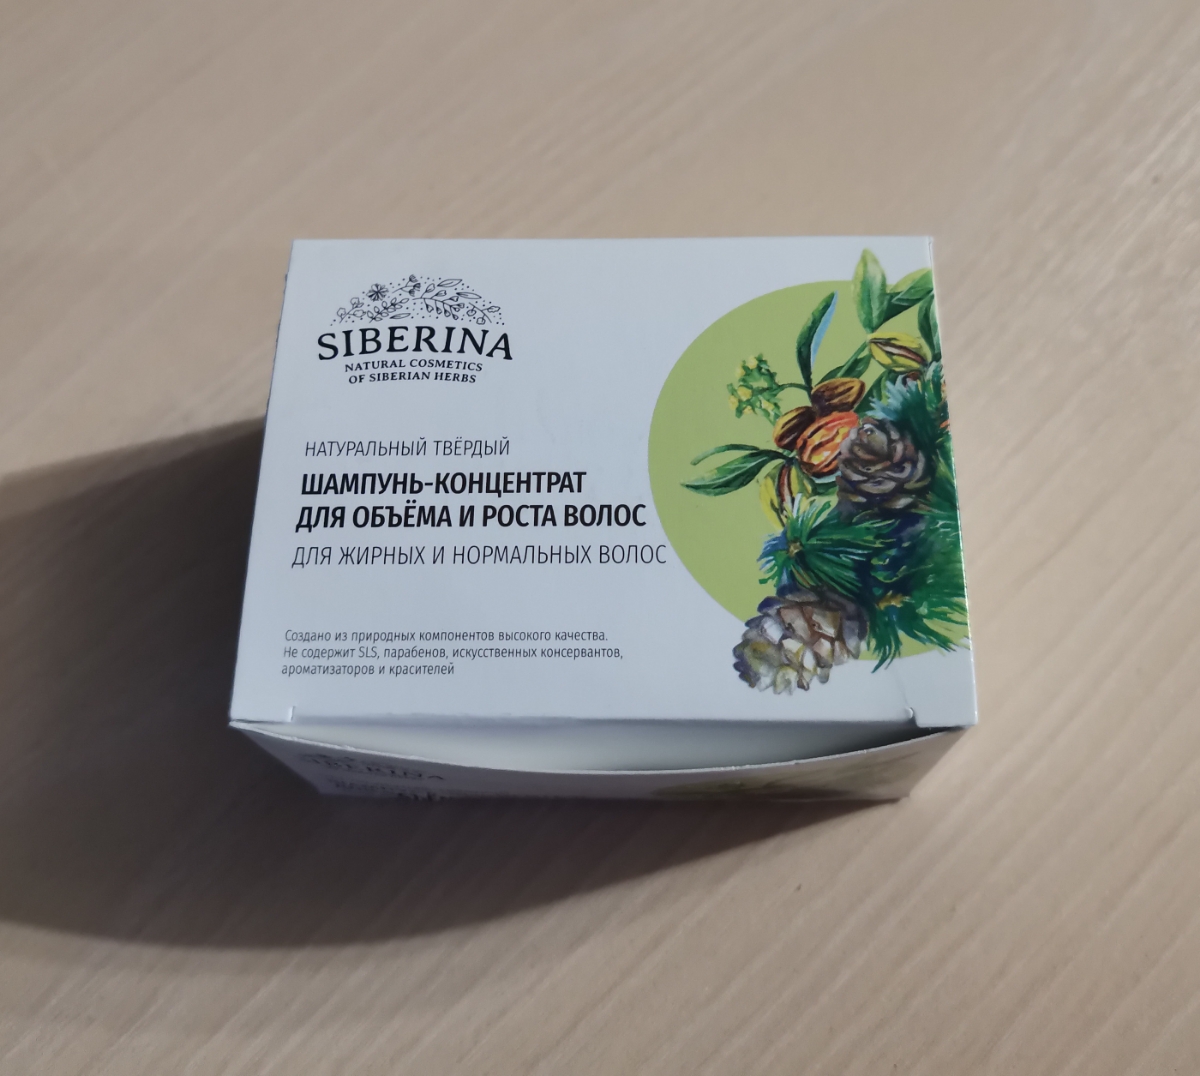 SIBERINA
NATURAL COSMETICS
OF SIBERIAN HERBS
НАТУРАЛЬНЫЙ ТВЁРДЫЙ
ШАМПУНЬ-КОНЦЕНТРАТ
ДЛЯ ОБЪЁМА И РОСТА ВОЛОС
ДЛЯ ЖИРНЫХ И НОРМАЛЬНЫХ ВОЛОС
Создано из природных компонентов высокого качества.
Не содержит SLS, парабенов, искусственных консервантов,
ароматизаторов и красителей
SIBERINA